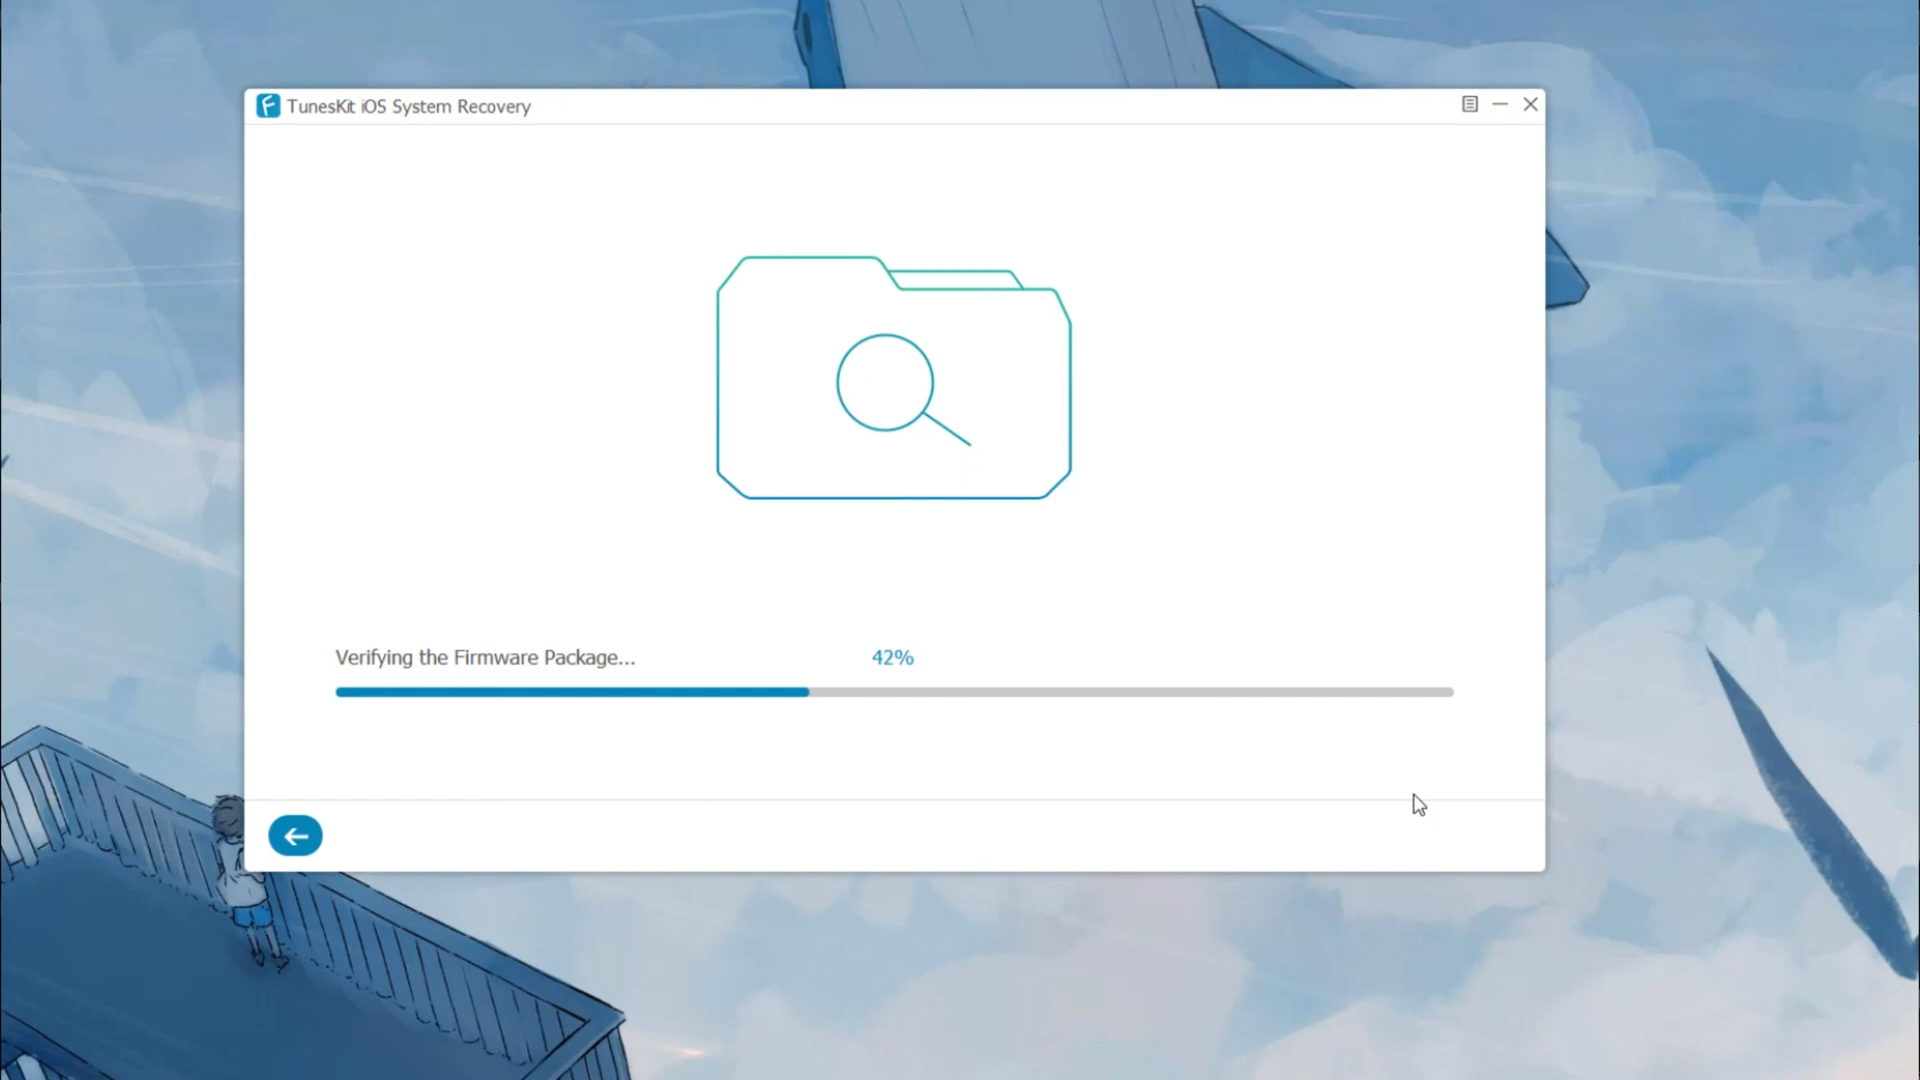 TunesKit iOS System Recovery
Verifying the Firmware Package... 42%